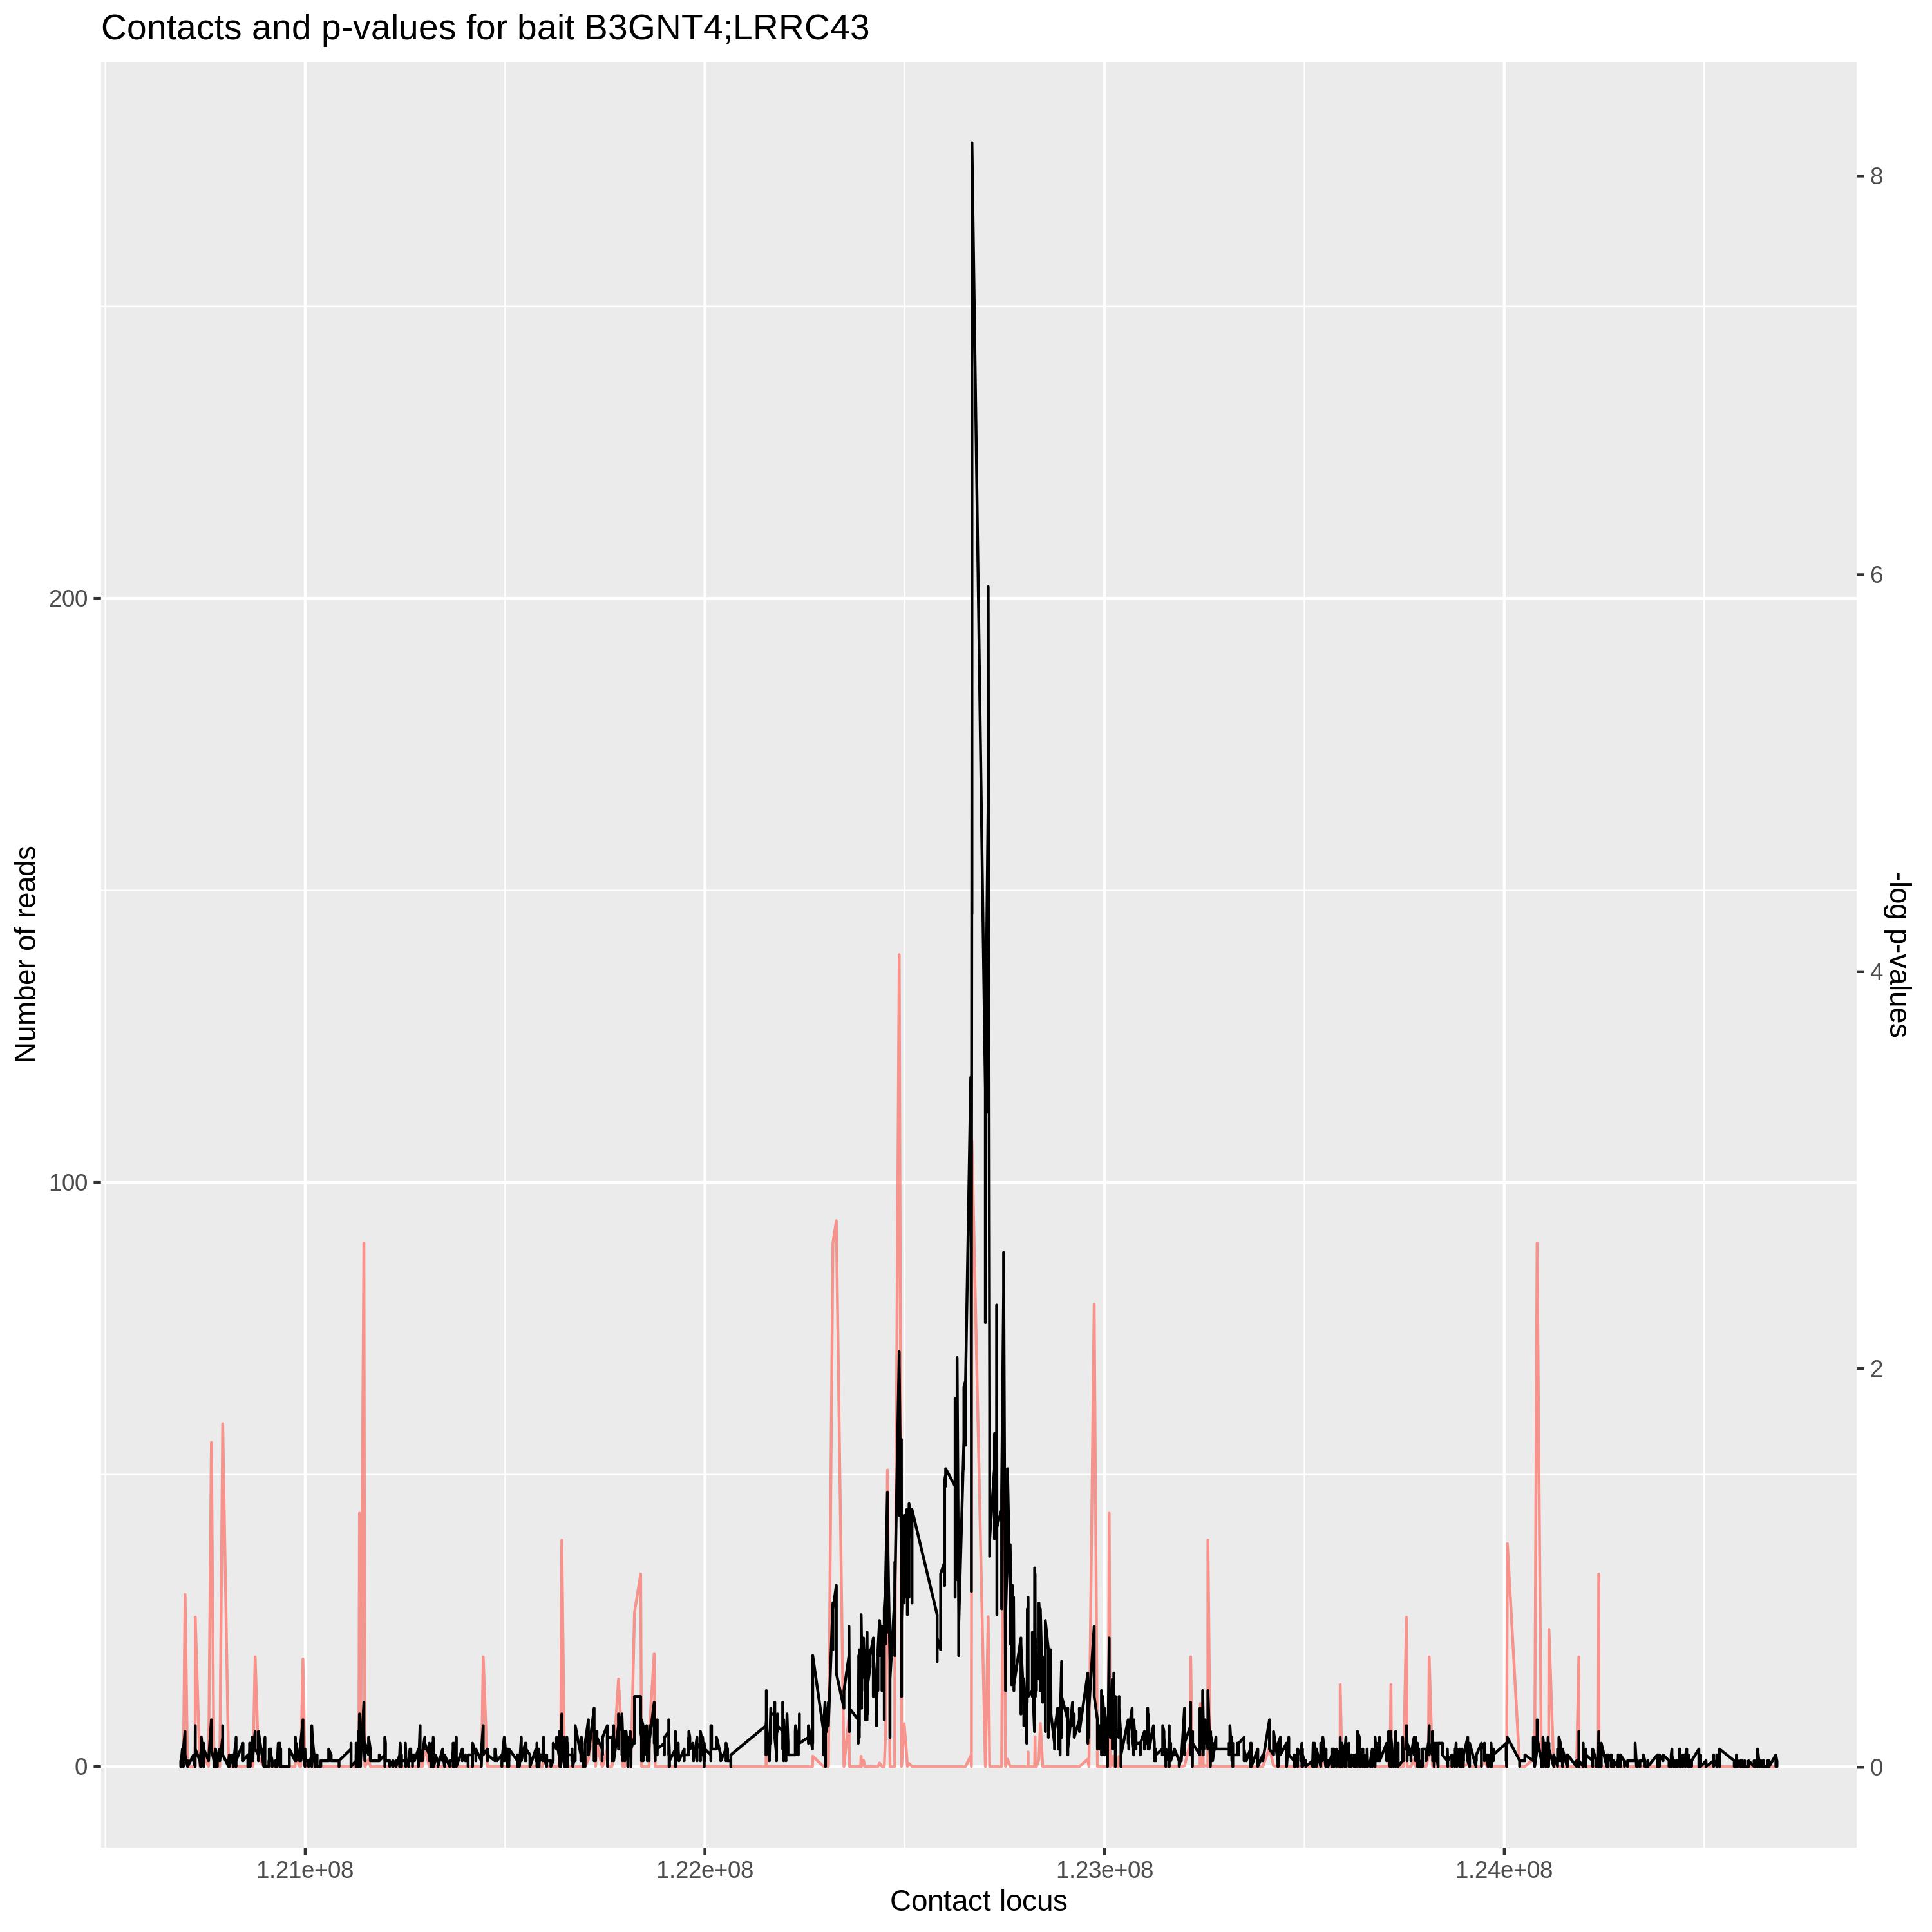 Contacts and p-values for bait B3GNT4;LRRC43
Number of reads
200
100
0
8
6
4
2
0
-log p-values
1.21e+08
1.22e+08
1.23e+08
1.24e+08
Contact locus